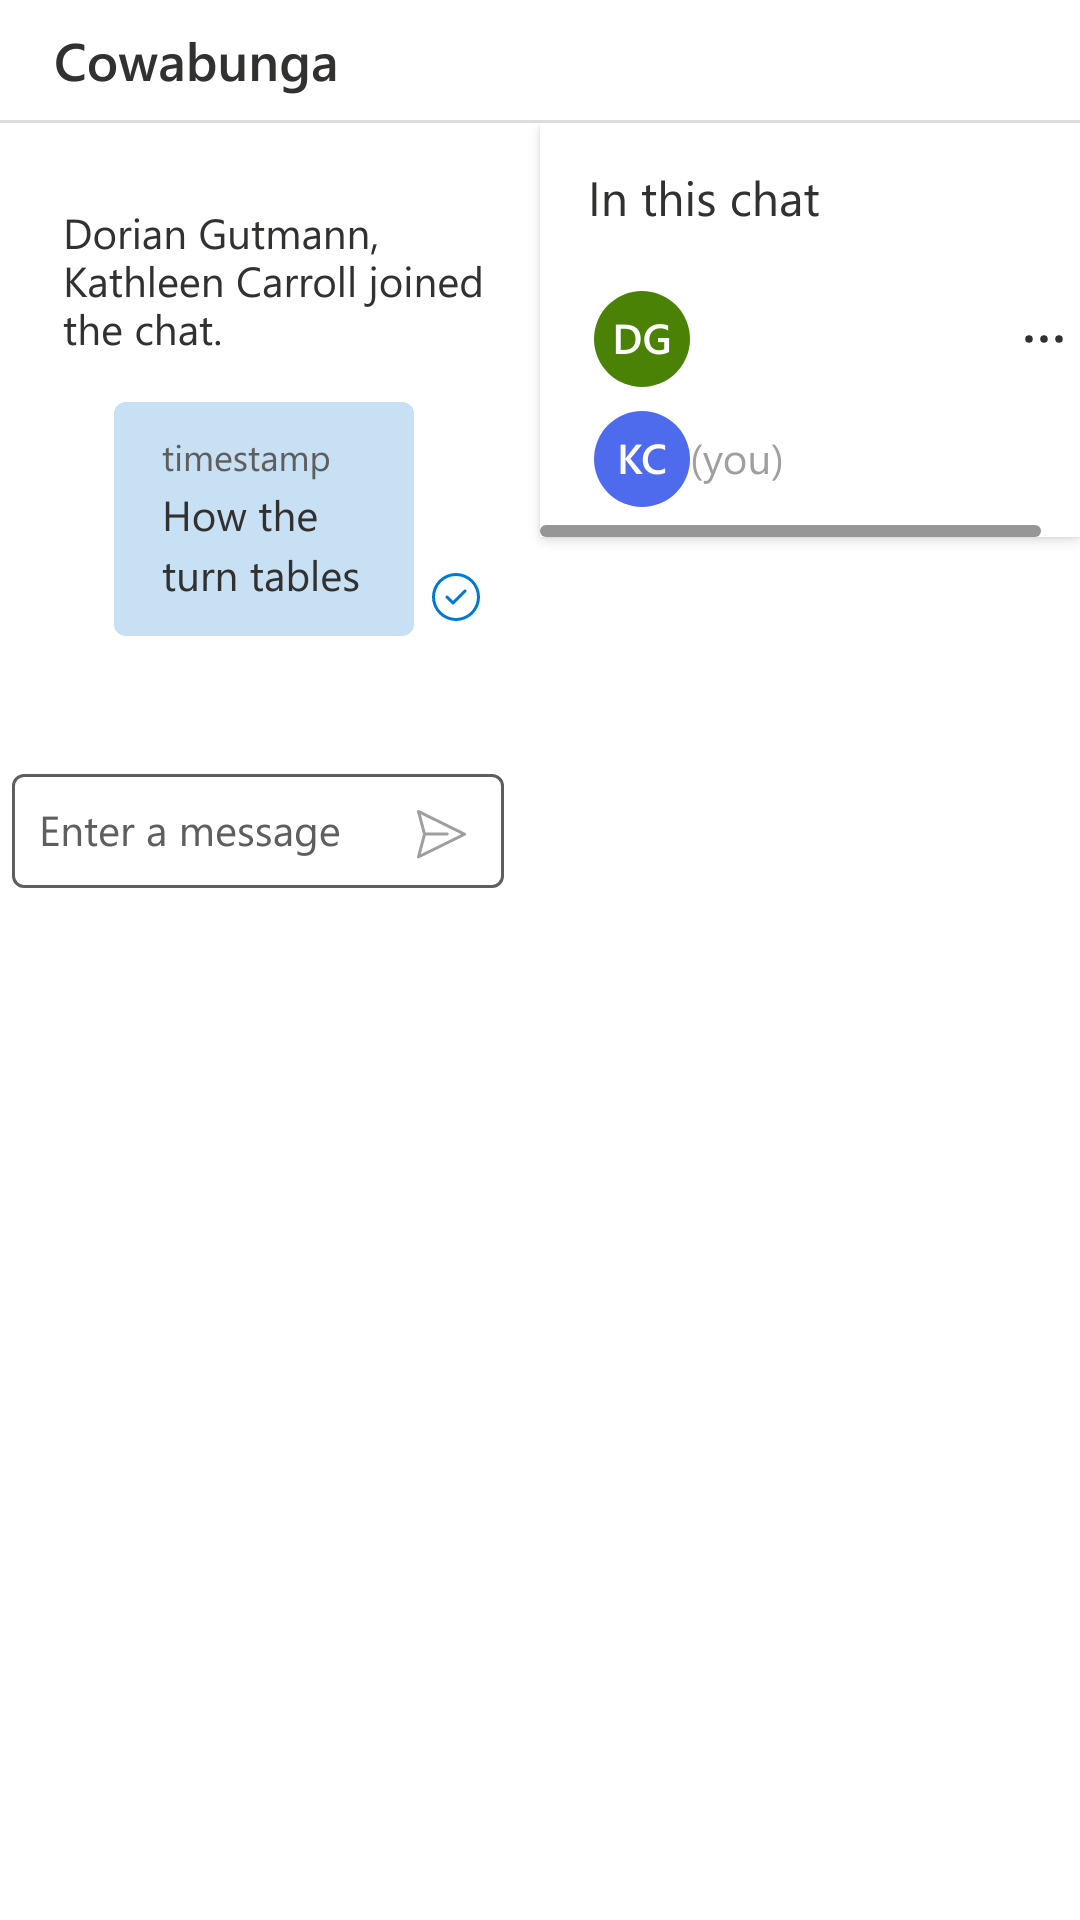 Cowabunga
Dorian Gutmann,
Kathleen Carroll joined
the chat.
timestamp
How the
turn tables
Enter a message
In this chat
DG
KC (you)